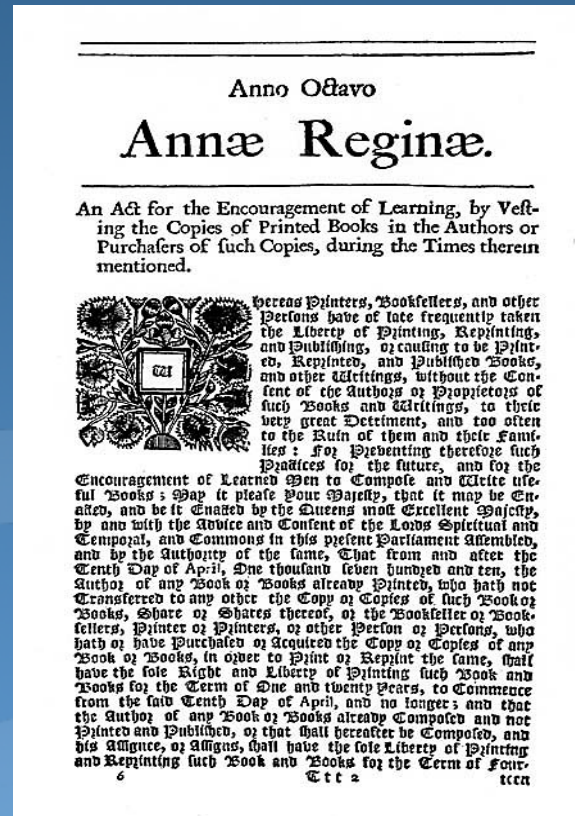 Anno Octavo
Annæ Reginæ.
An Act for the Encouragement of Learning, by Veſt-
ing the Copies of Printed Books in the Authors or
Purchaſers of ſuch Copies, during the Times therein
mentioned.
Whereas Printers, Bookſellers, and other
Perſons have of late frequently taken
the Liberty of Printing, Reprinting,
and Publiſhing, or cauſing to be Print-
ed, Reprinted, and Publiſhed Books,
and other Writings, without the Con-
ſent of the Authors or Proprietors of
ſuch Books and Writings, to their
very great Detriment, and too often
to the Ruin of them and their Fami-
lies: For Preventing therefore ſuch
Practices for the future, and for the
Encouragement of Learned Men to Compoſe and Write uſe-
ful Books; May it pleaſe Your Majeſty, that it may be En-
acted, and be it Enacted by the Queens moſt Excellent Majeſty,
by and with the Advice and Conſent of the Lords Spiritual and
Temporal, and Commons in this preſent Parliament Aſſembled,
and by the Authority of the ſame, That from and after the
Tenth Day of April, One thouſand ſeven hundred and ten, the
Author of any Book or Books already Printed, who hath not
Transferred to any other the Copy or Copies of ſuch Book or
Books, Share or Shares thereof, or the Bookſeller or Book-
ſellers, Printer or Printers, or other Perſon or Perſons, who
hath or have Purchaſed or Acquired the Copy or Copies of any
Book or Books, in order to Print or Reprint the ſame, ſhall
have the ſole Right and Liberty of Printing ſuch Book and
Books for the Term of One and twenty Years, to Commence
from the ſaid Tenth Day of April, and no longer; and that
the Author of any Book or Books already Compoſed and not
Printed and Publiſhed, or that ſhall hereafter be Compoſed, and
his Aſſignee, or Aſſigns, ſhall have the ſole Liberty of Printing
and Reprinting ſuch Book and Books for the Term of Four-
6 Ttt 2 teen